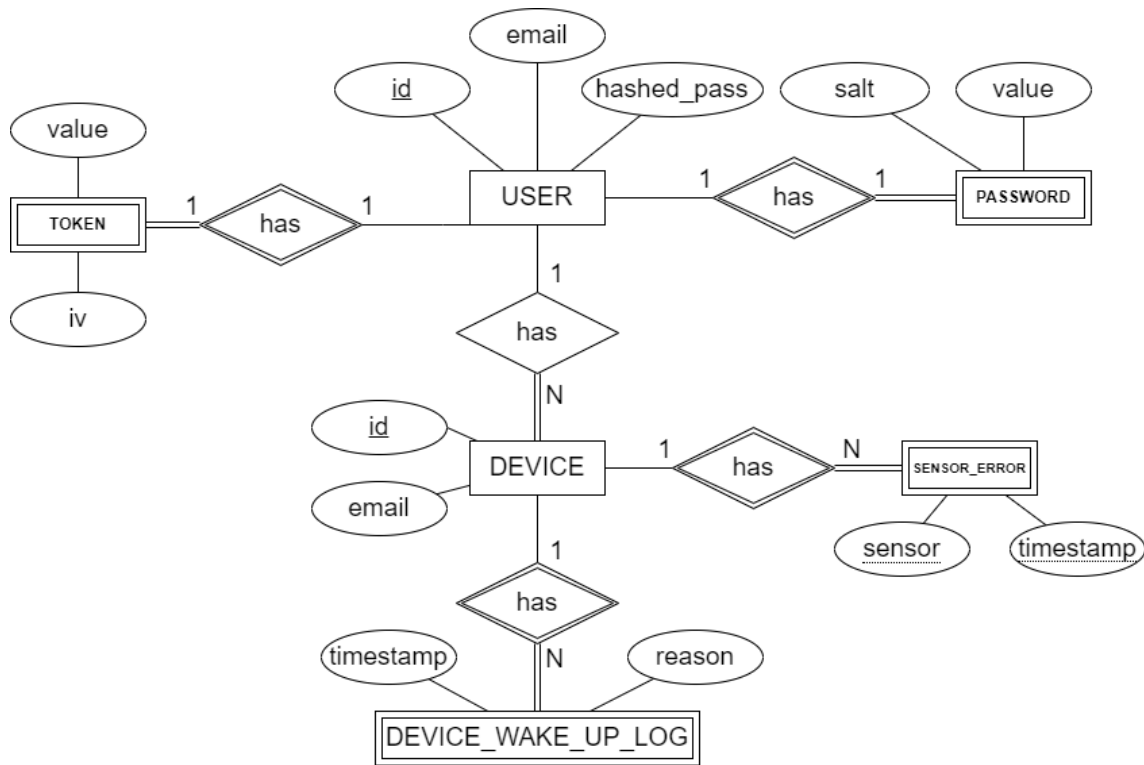 email
id
hashed_pass
salt
value
value
TOKEN
1
has
1
USER
1
has
1
PASSWORD
iv
1
has
N
id
DEVICE
email
1
has
N
SENSOR_ERROR
sensor
timestamp
1
has
N
timestamp
reason
DEVICE_WAKE_UP_LOG